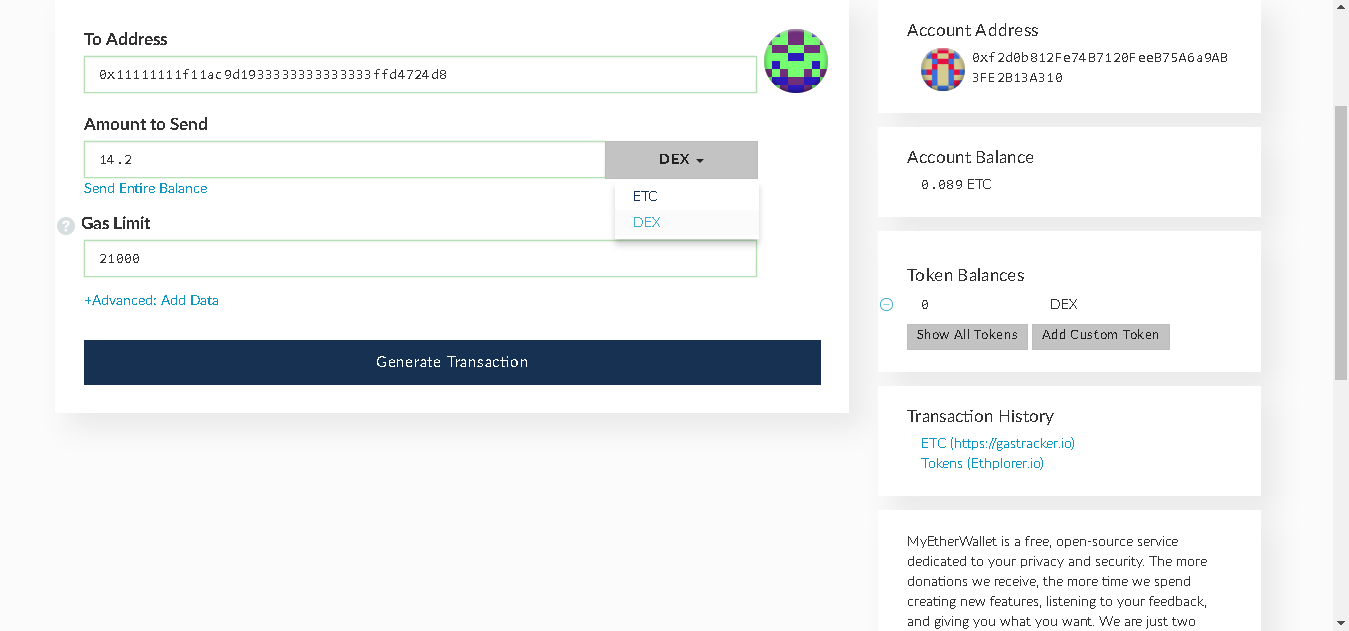 To Address
0x11111111f11ac9d1933333333333333ffd4724d8
Amount to Send
14.2
DEX
Send Entire Balance
ETC
DEX
? Gas Limit
21000
+Advanced: Add Data
Generate Transaction
Account Address
0xf2d0b812Fe74B7120FeeB75A6a9AB
3FE2B13A310
Account Balance
0.089 ETC
Token Balances
0 DEX
Show All Tokens Add Custom Token
Transaction History
ETC (https://gastracker.io)
Tokens (Ethplorer.io)
MyEtherWallet is a free, open-source service
dedicated to your privacy and security. The more
donations we receive, the more time we spend
creating new features, listening to your feedback,
and giving you what you want. We are just two